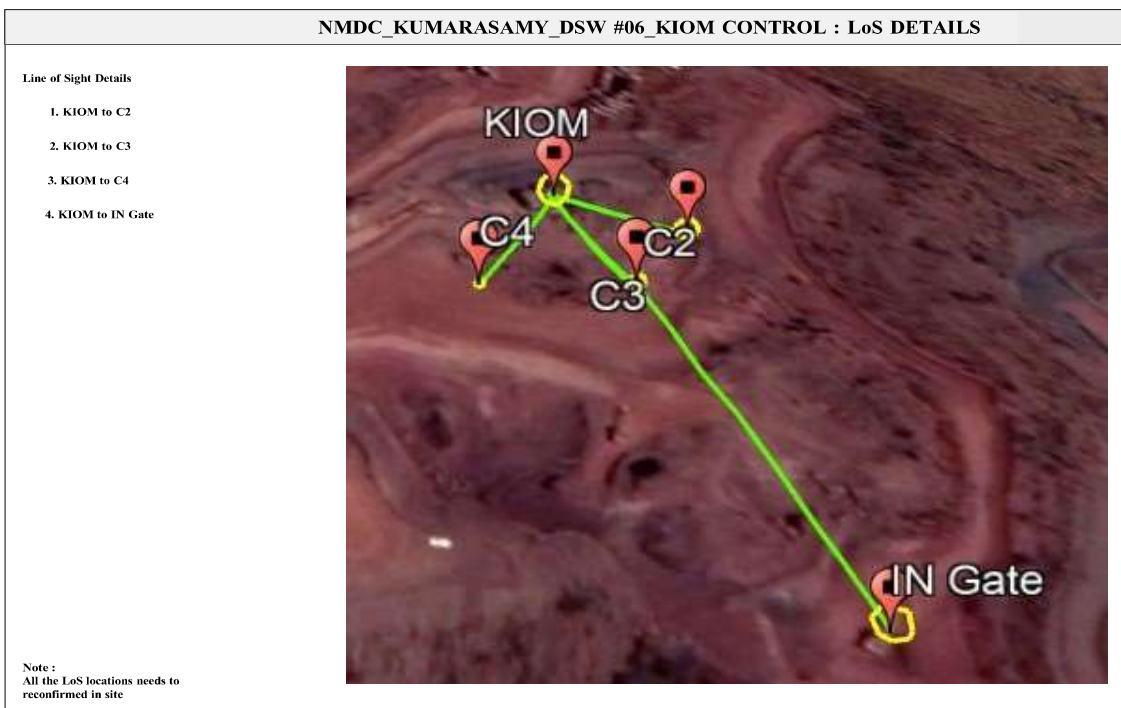 NMDC_KUMARASAMY_DSW #06_KIOM CONTROL : LoS DETAILS
Line of Sight Details
1. KIOM to C2
2. KIOM to C3
3. KIOM to C4
4. KIOM to IN Gate
KIOM
C4
C2
C3
IN Gate
Note :
All the LoS locations needs to
reconfirmed in site